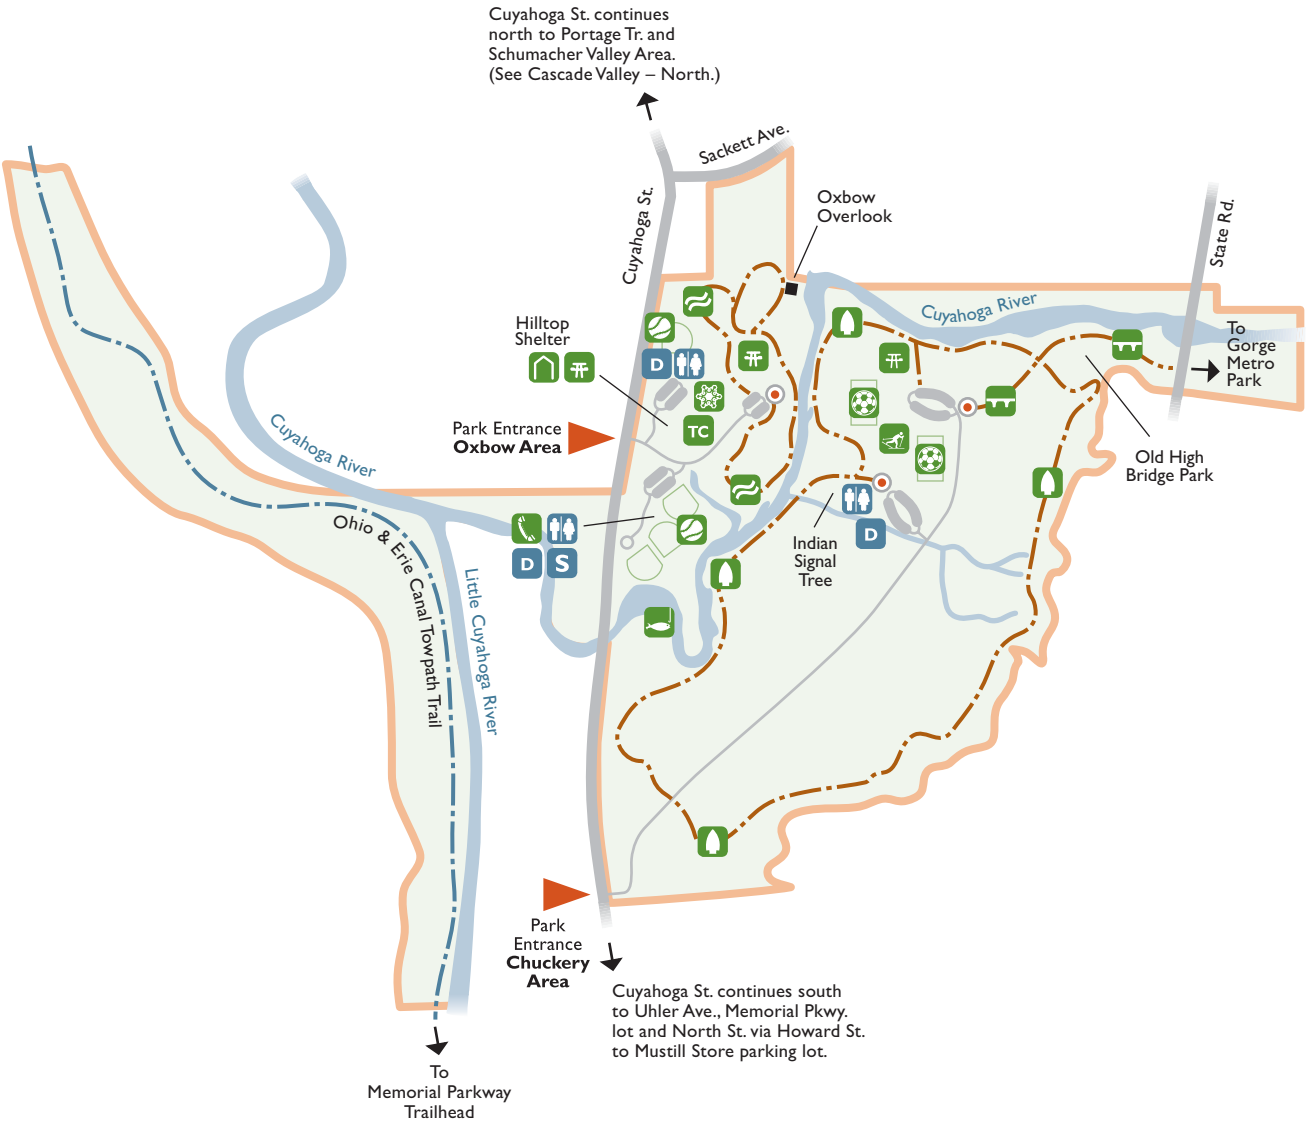 Cuyahoga St. continues
north to Portage Tr. and
Schumacher Valley Area.
(See Cascade Valley – North.)
Sackett Ave.
Cuyahoga St.
Oxbow
Overlook
State Rd.
Cuyahoga River
To
Gorge
Metro
Park
Hilltop
Shelter
D
TC
Park Entrance
Oxbow Area
Old High
Bridge Park
Cuyahoga River
Ohio & Erie Canal Towpath Trail
Little Cuyahoga River
D
S
Indian
Signal
Tree
D
Park
Entrance
Chuckery
Area
Cuyahoga St. continues south
to Uhler Ave., Memorial Pkwy.
lot and North St. via Howard St.
to Mustill Store parking lot.
To
Memorial Parkway
Trailhead